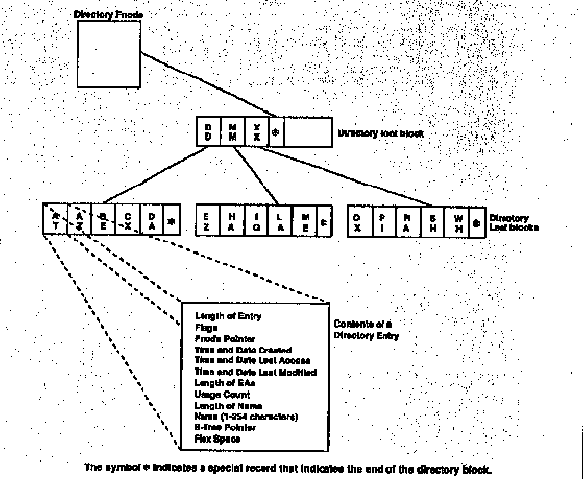 Directory Fnode
D M X *
D M X
Directory root block
A A B C D *
T S E X A
E H I L M *
Z A Q A E
O P R S W *
X I A H H
Directory
Leaf blocks
Length of Entry
Flags
Fnode Pointer
Time and Date Created
Time and Date Last Access
Time and Date Last Modified
Length of EAs
Usage Count
Length of Name
Name (1-254 characters)
B-Tree Pointer
Flex Space
Contents of a
Directory Entry
The symbol * indicates a special record that indicates the end of the directory block.